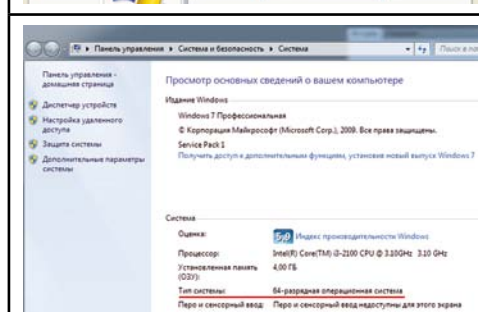 Панель управления ▸ Система и безопасность ▸ Система
Поиск в пан
Панель управления - домашняя страница
Диспетчер устройств
Настройка удаленного доступа
Защита системы
Дополнительные параметры системы
Просмотр основных сведений о вашем компьютере
Издание Windows
Windows 7 Профессиональная
© Корпорация Майкрософт (Microsoft Corp.), 2009. Все права защищены.
Service Pack 1
Получить доступ к дополнительным функциям, установив новый выпуск Windows 7
Система
Оценка: 5,9 Индекс производительности Windows
Процессор: Intel(R) Core(TM) i3-2100 CPU @ 3.10GHz 3.10 GHz
Установленная память (ОЗУ): 4,00 ГБ
Тип системы: 64-разрядная операционная система
Перо и сенсорный ввод: Перо и сенсорный ввод недоступны для этого экрана